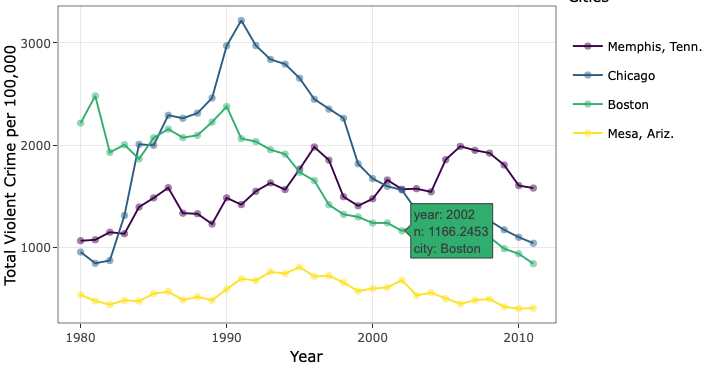 Cities
Memphis, Tenn.
Chicago
Boston
Mesa, Ariz.
Total Violent Crime per 100,000
3000
2000
1000
year: 2002
n: 1166.2453
city: Boston
1980
1990
2000
2010
Year